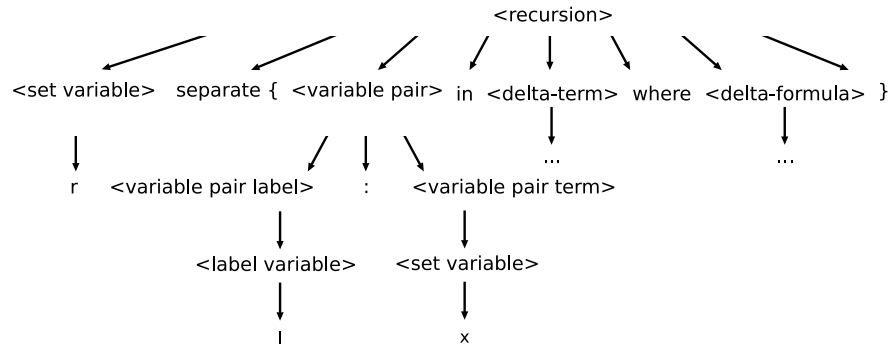 <recursion>
<set variable> separate { <variable pair> in <delta-term> where <delta-formula> }
... ...
r <variable pair label> : <variable pair term>
<label variable> <set variable>
l x